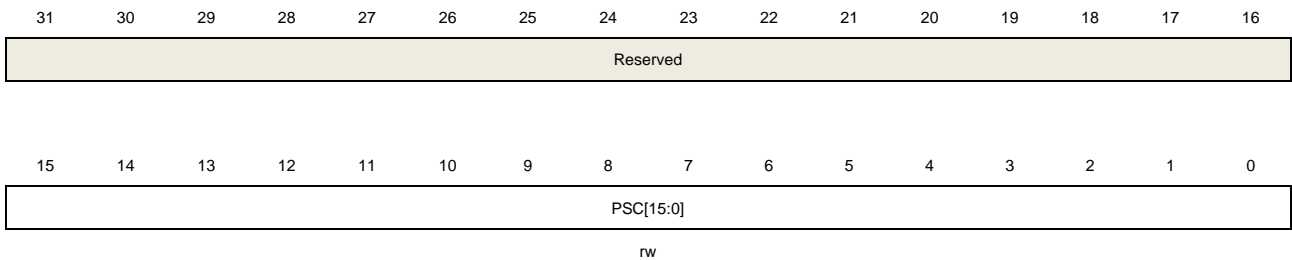 31 30 29 28 27 26 25 24 23 22 21 20 19 18 17 16
Reserved
15 14 13 12 11 10 9 8 7 6 5 4 3 2 1 0
PSC[15:0]
rw